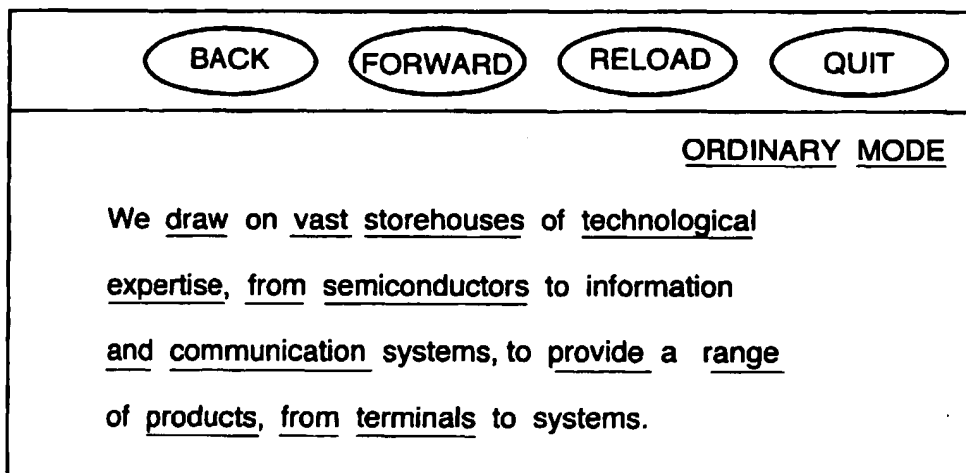 BACK FORWARD RELOAD QUIT
ORDINARY MODE
We draw on vast storehouses of technological
expertise, from semiconductors to information
and communication systems, to provide a range
of products, from terminals to systems.